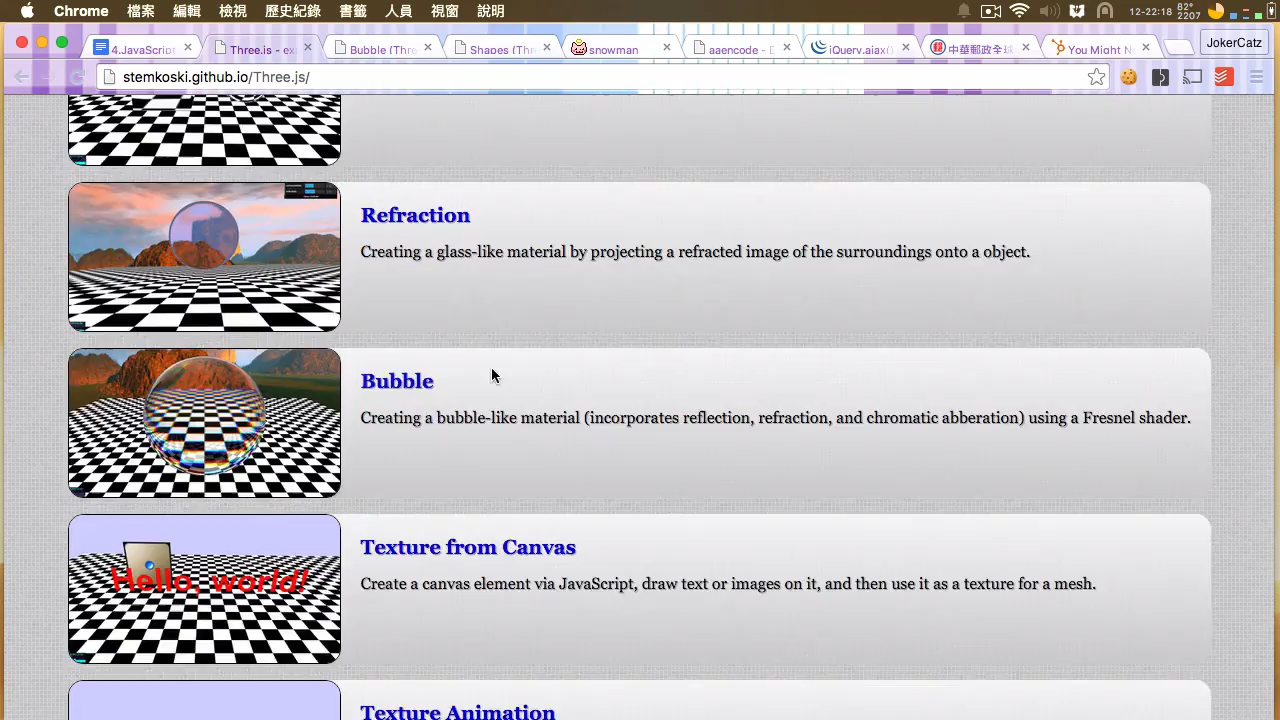 Chrome 檔案 編輯 檢視 歷史紀錄 書籤 人員 視窗 說明 12-22:18 82° 2207
4.JavaScript Three.js - ex Bubble (Thre Shapes (Thr snowman aaencode - D jQuery.ajax() 中華郵政全球 You Might N JokerCatz
stemkoski.github.io/Three.js/
Refraction
Creating a glass-like material by projecting a refracted image of the surroundings onto a object.
Bubble
Creating a bubble-like material (incorporates reflection, refraction, and chromatic abberation) using a Fresnel shader.
Hello, world!
Texture from Canvas
Create a canvas element via JavaScript, draw text or images on it, and then use it as a texture for a mesh.
Texture Animation